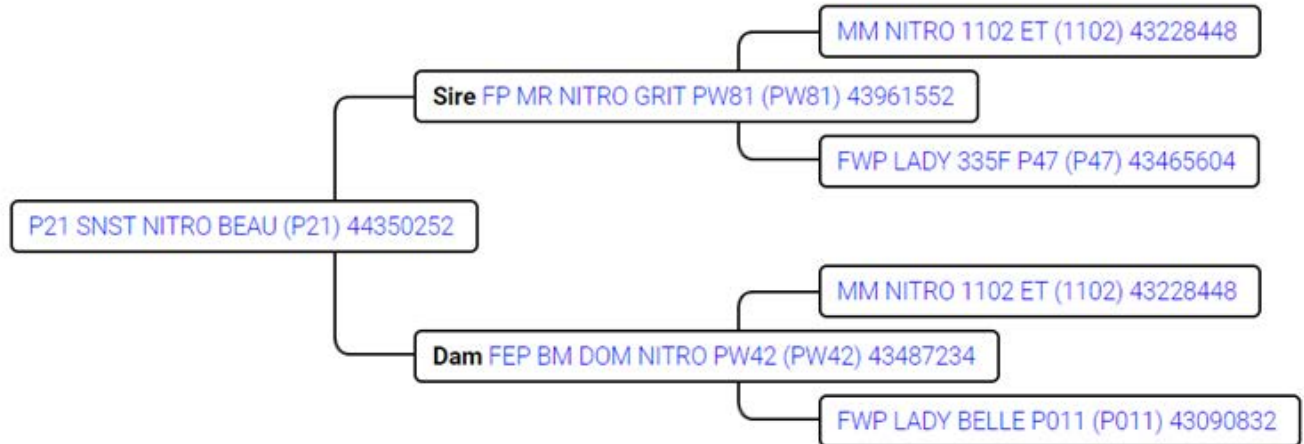 MM NITRO 1102 ET (1102) 43228448
Sire FP MR NITRO GRIT PW81 (PW81) 43961552
FWP LADY 335F P47 (P47) 43465604
P21 SNST NITRO BEAU (P21) 44350252
MM NITRO 1102 ET (1102) 43228448
Dam FEP BM DOM NITRO PW42 (PW42) 43487234
FWP LADY BELLE P011 (P011) 43090832